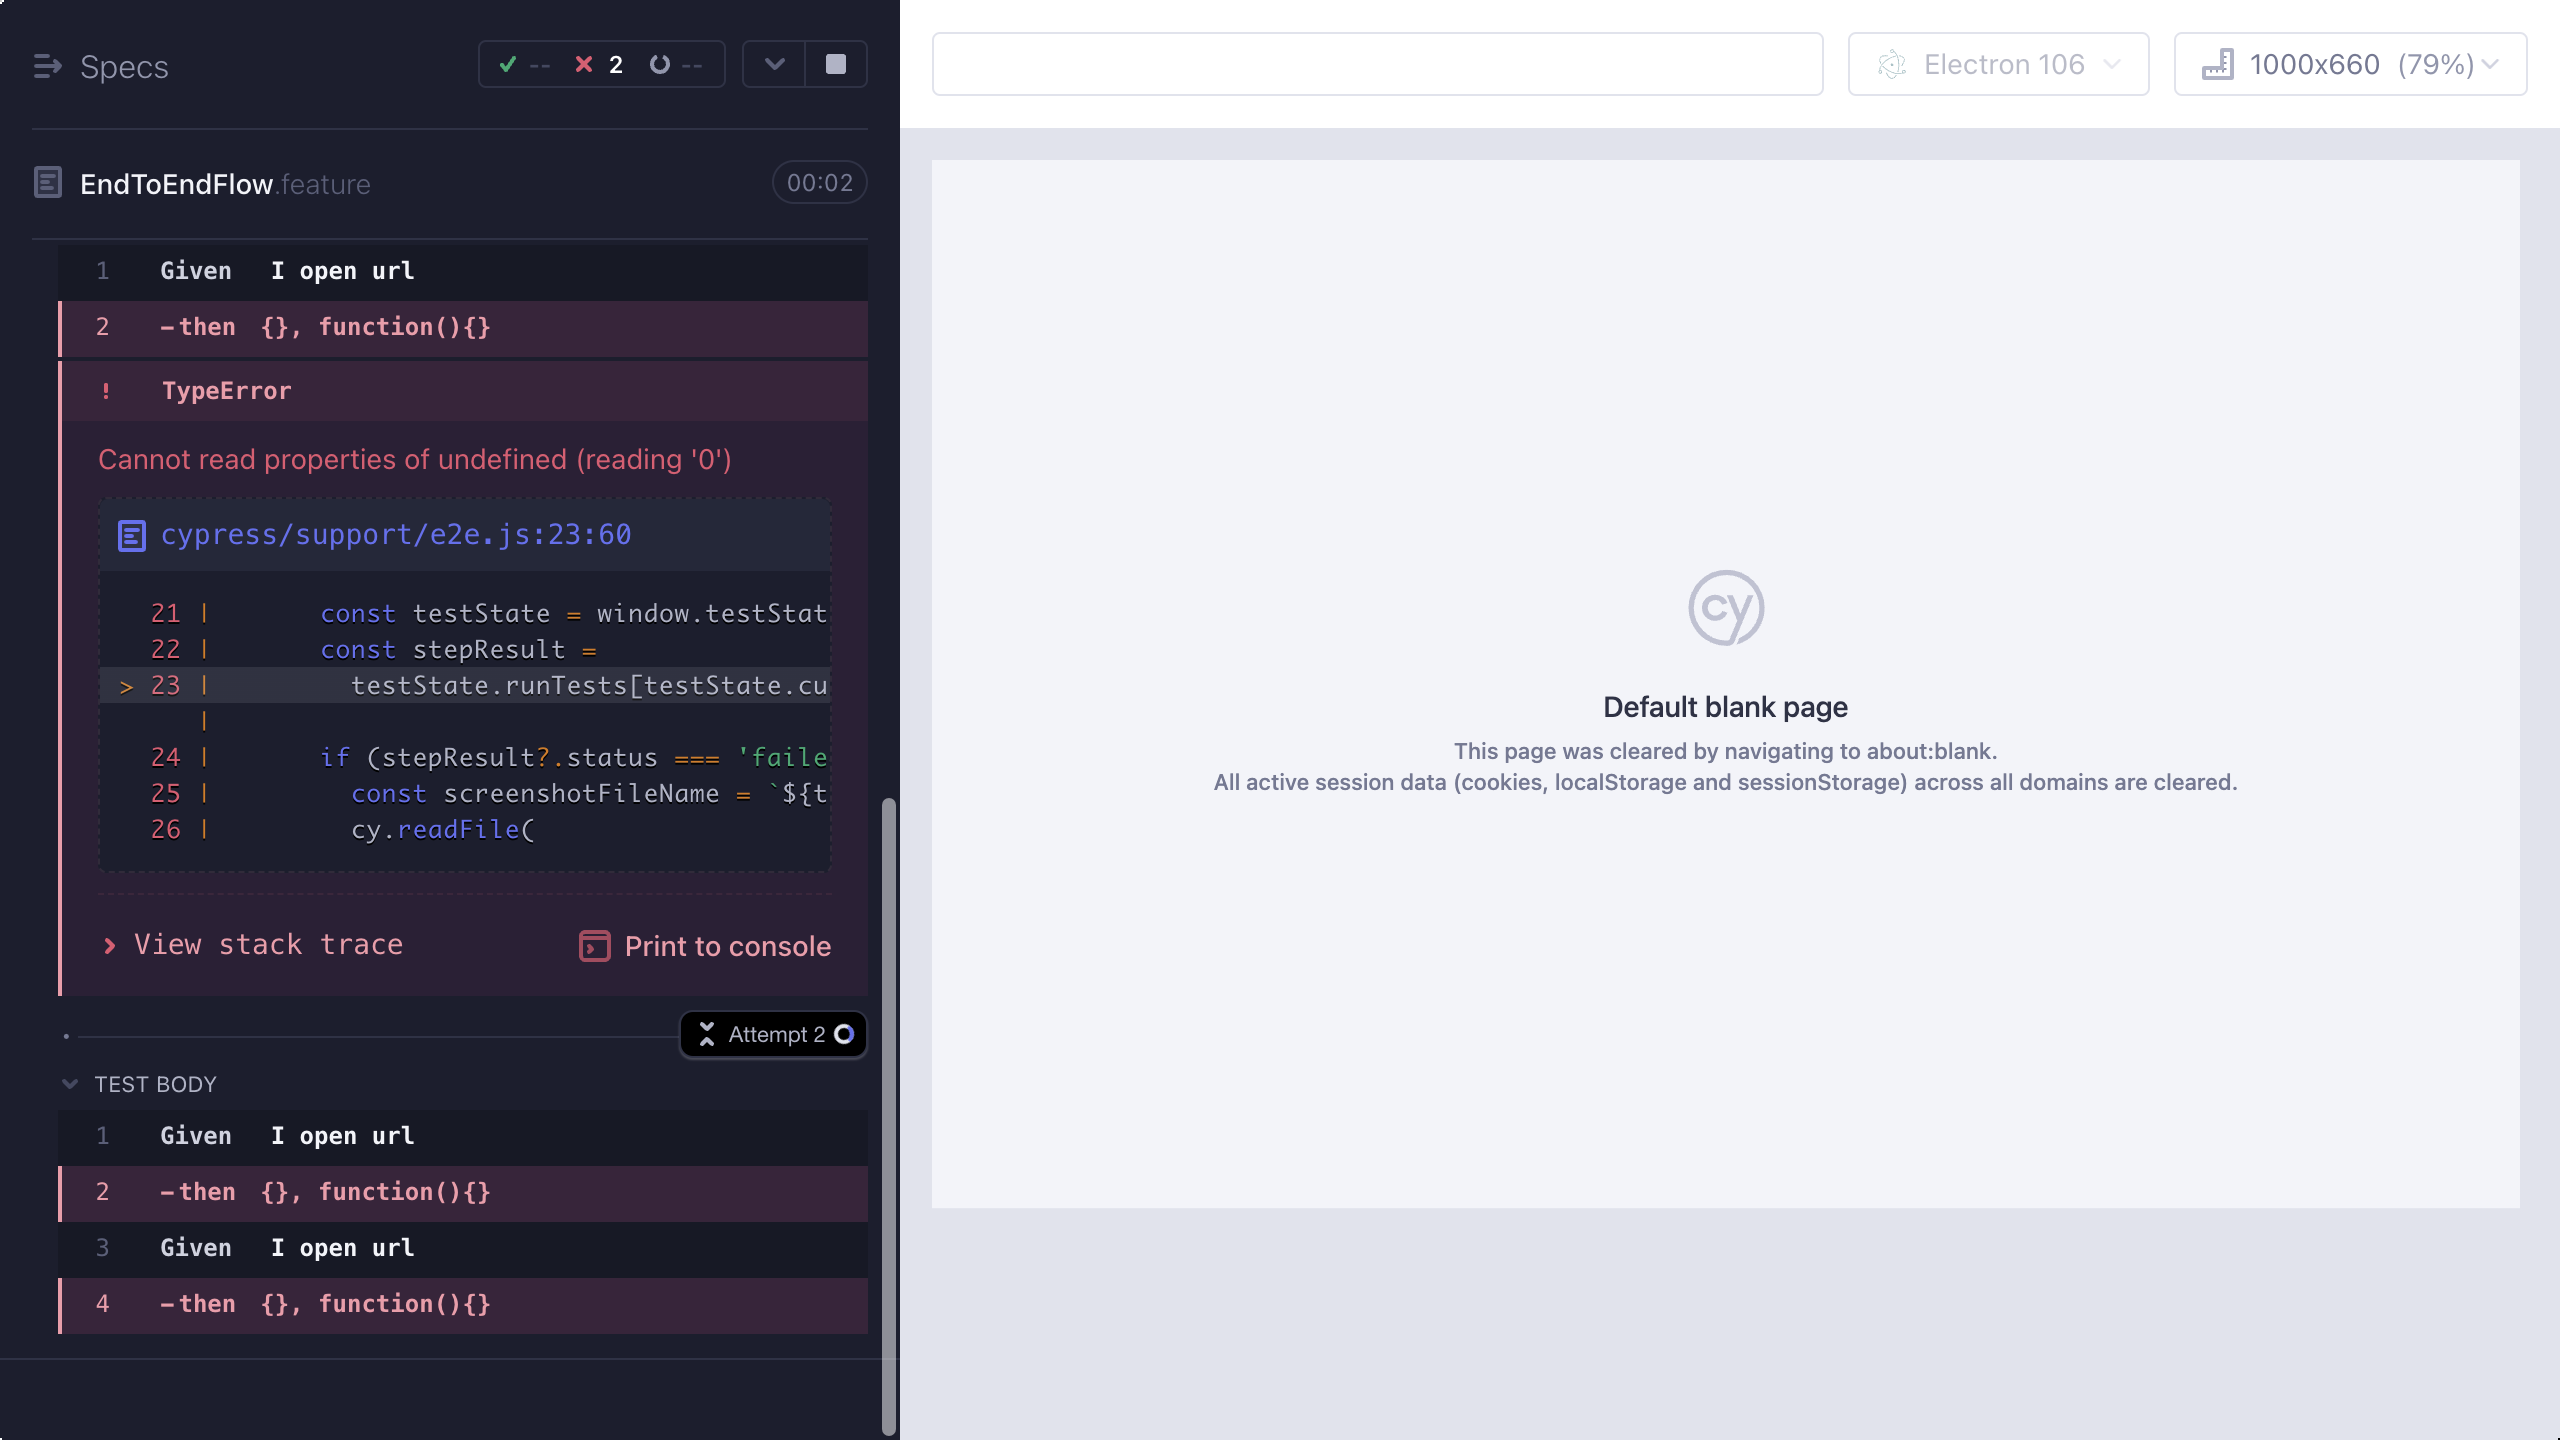 Specs
-- 2 --
EndToEndFlow.feature 00:02
1 Given I open url
2 -then {}, function(){}
! TypeError
Cannot read properties of undefined (reading '0')
cypress/support/e2e.js:23:60
21 | const testState = window.testStat
22 | const stepResult =
> 23 | testState.runTests[testState.cu
|
24 | if (stepResult?.status === 'faile
25 | const screenshotFileName = `${t
26 | cy.readFile(
View stack trace
Print to console
Attempt 2
TEST BODY
1 Given I open url
2 -then {}, function(){}
3 Given I open url
4 -then {}, function(){}
Electron 106
1000x660 (79%)
cy
Default blank page
This page was cleared by navigating to about:blank.
All active session data (cookies, localStorage and sessionStorage) across all domains are cleared.